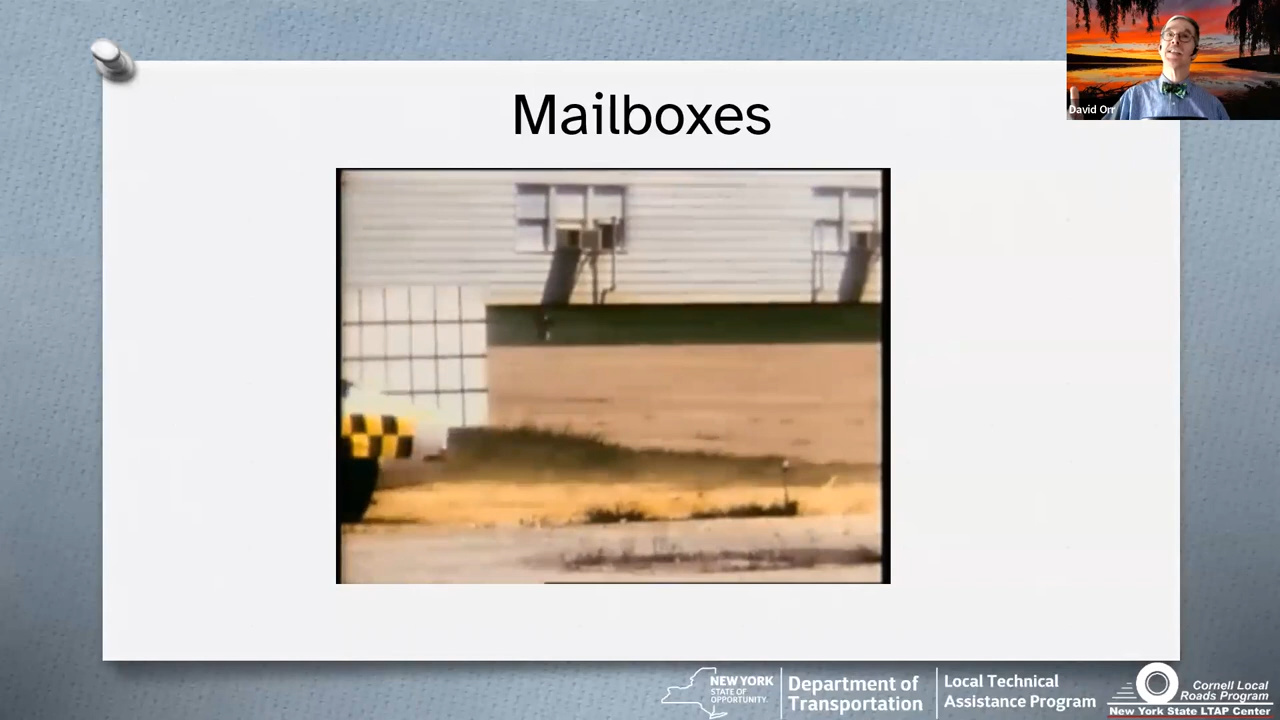 Mailboxes
David Orr
NEW YORK
STATE OF
OPPORTUNITY.
Department of
Transportation
Local Technical
Assistance Program
Cornell Local
Roads Program
New York State LTAP Center